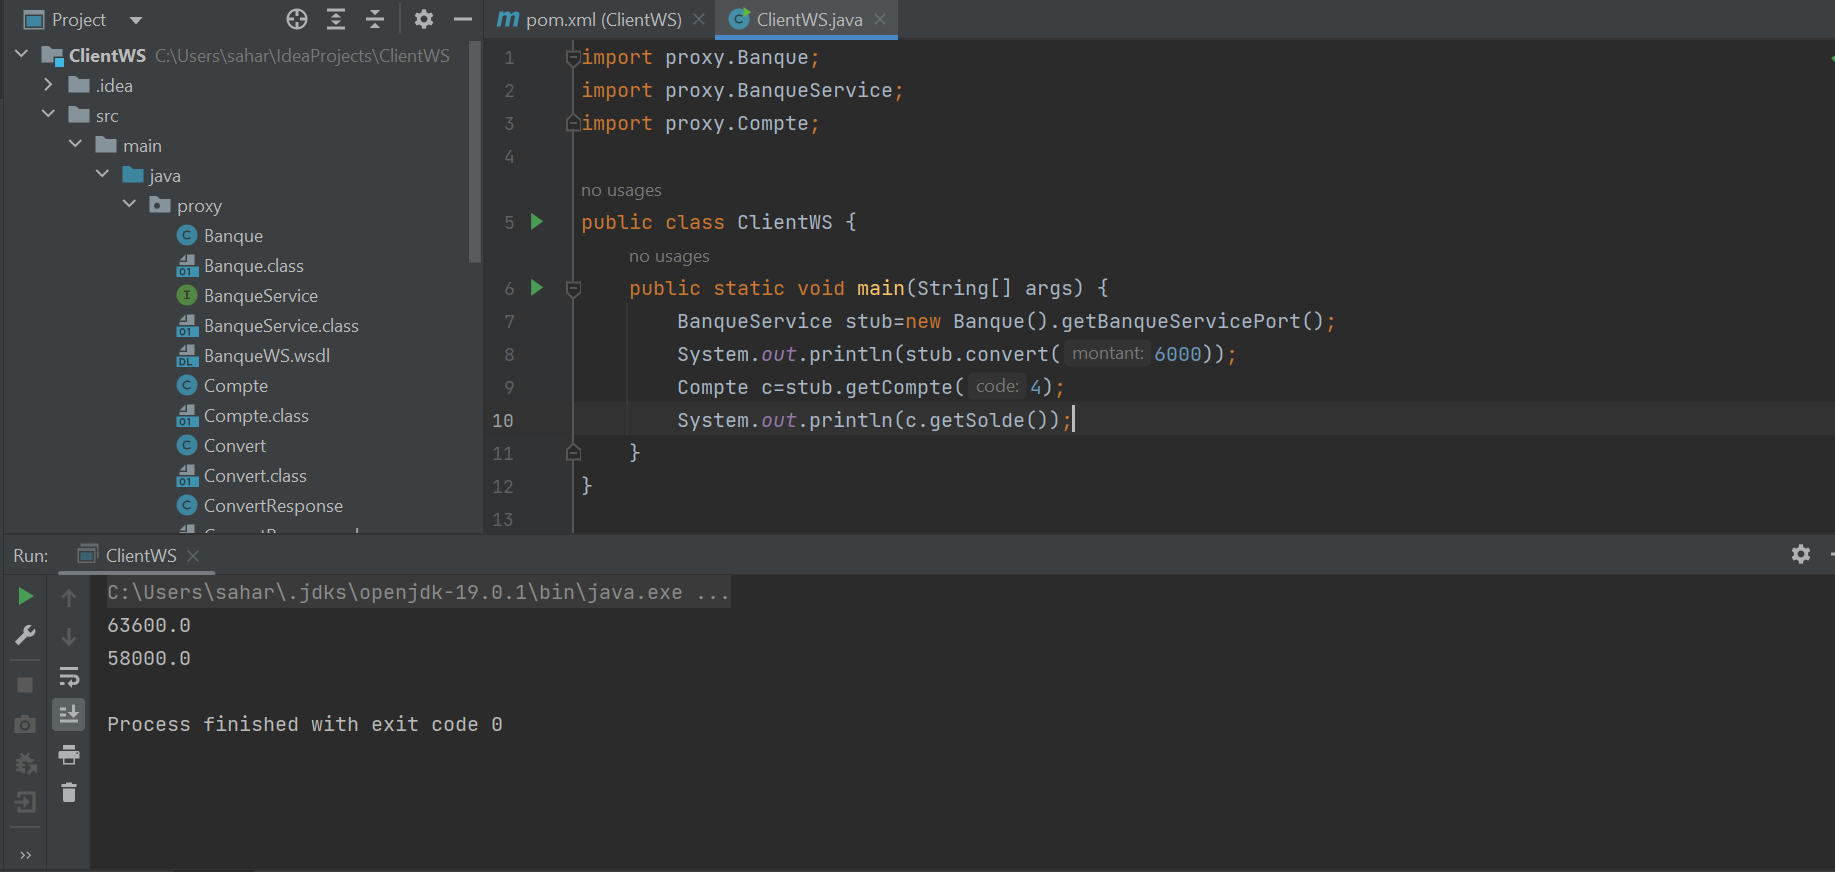 Project
ClientWS C:\Users\sahar\IdeaProjects\ClientWS
.idea
src
main
java
proxy
Banque
Banque.class
BanqueService
BanqueService.class
BanqueWS.wsdl
Compte
Compte.class
Convert
Convert.class
ConvertResponse
pom.xml (ClientWS)
ClientWS.java
1 import proxy.Banque;
2 import proxy.BanqueService;
3 import proxy.Compte;
4
no usages
5 public class ClientWS {
no usages
6 public static void main(String[] args) {
7 BanqueService stub=new Banque().getBanqueServicePort();
8 System.out.println(stub.convert( montant: 6000));
9 Compte c=stub.getCompte( code: 4);
10 System.out.println(c.getSolde());
11 }
12 }
13
Run: ClientWS
C:\Users\sahar\.jdks\openjdk-19.0.1\bin\java.exe ...
63600.0
58000.0
Process finished with exit code 0